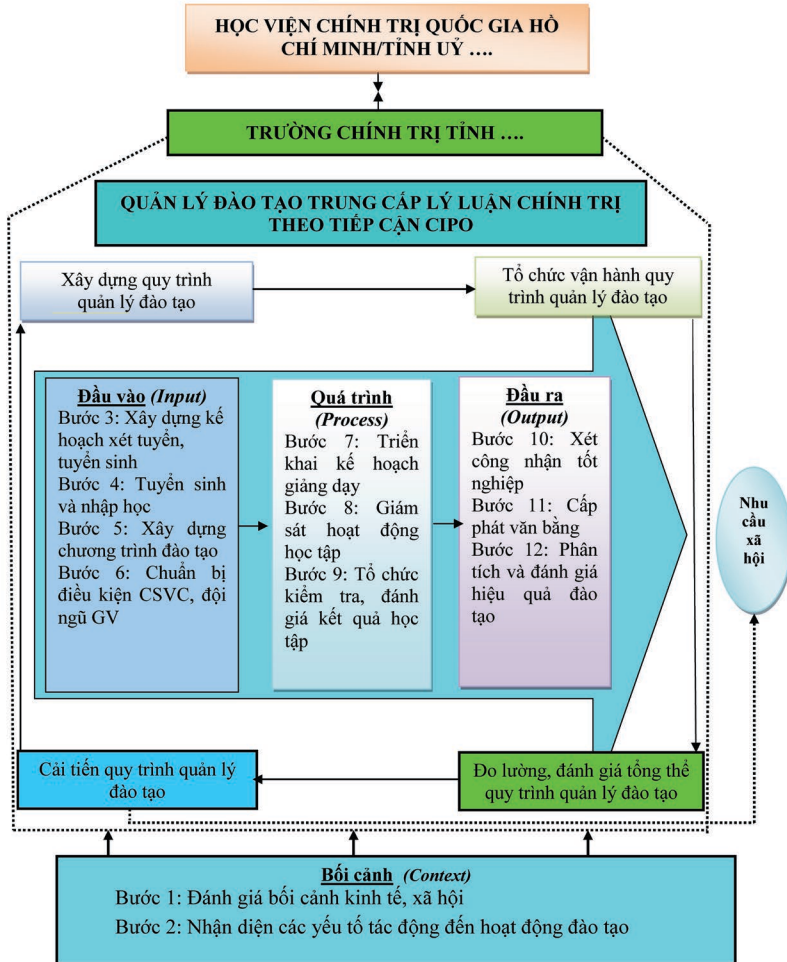 HỌC VIỆN CHÍNH TRỊ QUỐC GIA HỒ
CHÍ MINH/TỈNH UỶ ….
TRƯỜNG CHÍNH TRỊ TỈNH ….
QUẢN LÝ ĐÀO TẠO TRUNG CẤP LÝ LUẬN CHÍNH TRỊ
THEO TIẾP CẬN CIPO
Xây dựng quy trình
quản lý đào tạo
Tổ chức vận hành quy
trình quản lý đào tạo
Đầu vào (Input)
Bước 3: Xây dựng kế
hoạch xét tuyển,
tuyển sinh
Bước 4: Tuyển sinh
và nhập học
Bước 5: Xây dựng
chương trình đào tạo
Bước 6: Chuẩn bị
điều kiện CSVC, đội
ngũ GV
Quá trình
(Process)
Bước 7: Triển
khai kế hoạch
giảng dạy
Bước 8: Giám
sát hoạt động
học tập
Bước 9: Tổ chức
kiểm tra, đánh
giá kết quả học
tập
Đầu ra
(Output)
Bước 10: Xét
công nhận tốt
nghiệp
Bước 11: Cấp
phát văn bằng
Bước 12: Phân
tích và đánh giá
hiệu quả đào
tạo
Nhu
cầu
xã
hội
Cải tiến quy trình quản lý
đào tạo
Đo lường, đánh giá tổng thể
quy trình quản lý đào tạo
Bối cảnh (Context)
Bước 1: Đánh giá bối cảnh kinh tế, xã hội
Bước 2: Nhận diện các yếu tố tác động đến hoạt động đào tạo